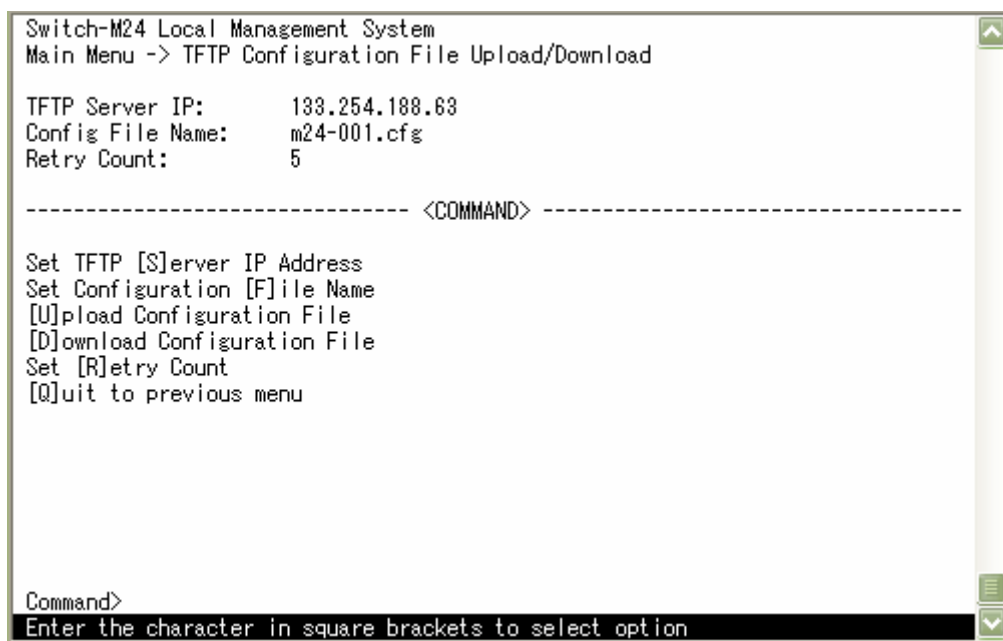 Switch-M24 Local Management System
Main Menu -> TFTP Configuration File Upload/Download
TFTP Server IP: 133.254.188.63
Config File Name: m24-001.cfg
Retry Count: 5
-------------------------------- <COMMAND> -----------------------------------
Set TFTP [S]erver IP Address
Set Configuration [F]ile Name
[U]pload Configuration File
[D]ownload Configuration File
Set [R]etry Count
[Q]uit to previous menu
Command>
Enter the character in square brackets to select option